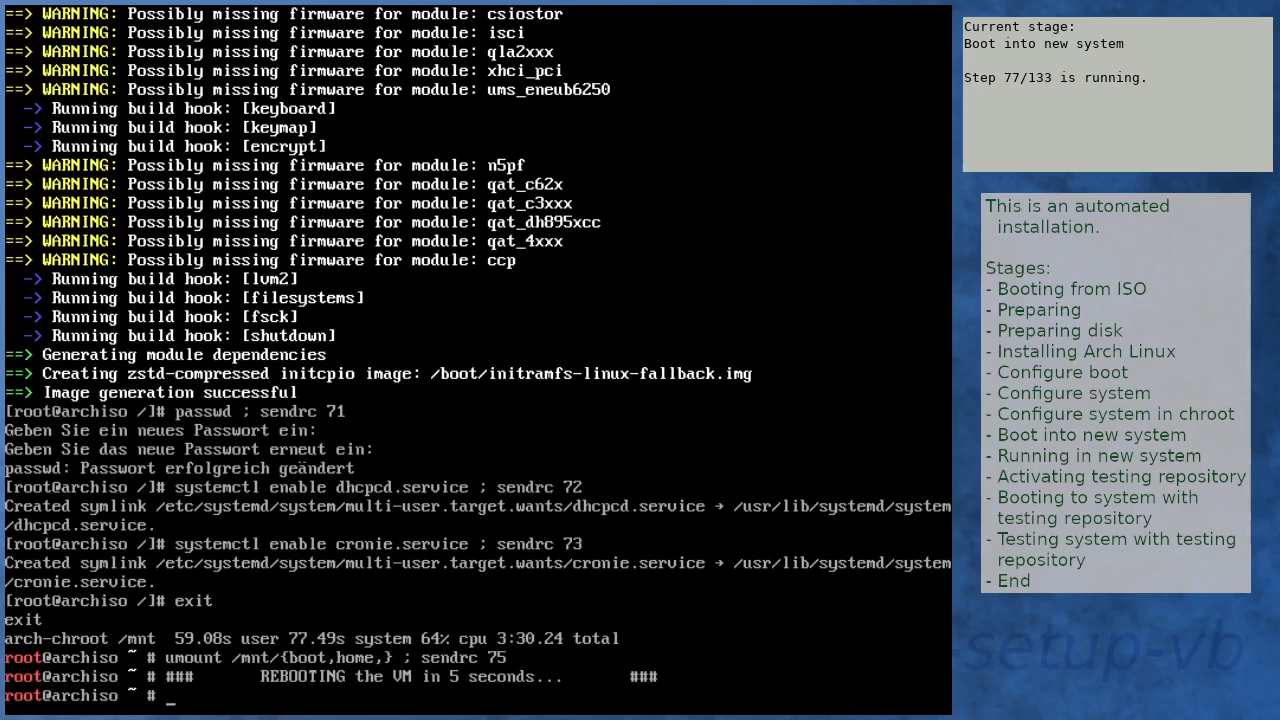 ==> WARNING: Possibly missing firmware for module: csiostor
==> WARNING: Possibly missing firmware for module: isci
==> WARNING: Possibly missing firmware for module: qla2xxx
==> WARNING: Possibly missing firmware for module: xhci_pci
==> WARNING: Possibly missing firmware for module: ums_eneub6250
-> Running build hook: [keyboard]
-> Running build hook: [keymap]
-> Running build hook: [encrypt]
==> WARNING: Possibly missing firmware for module: n5pf
==> WARNING: Possibly missing firmware for module: qat_c62x
==> WARNING: Possibly missing firmware for module: qat_c3xxx
==> WARNING: Possibly missing firmware for module: qat_dh895xcc
==> WARNING: Possibly missing firmware for module: qat_4xxx
==> WARNING: Possibly missing firmware for module: ccp
-> Running build hook: [lvm2]
-> Running build hook: [filesystems]
-> Running build hook: [fsck]
-> Running build hook: [shutdown]
==> Generating module dependencies
==> Creating zstd-compressed initcpio image: /boot/initramfs-linux-fallback.img
==> Image generation successful
[root@archiso /]# passwd ; sendrc 71
Geben Sie ein neues Passwort ein:
Geben Sie das neue Passwort erneut ein:
passwd: Passwort erfolgreich geändert
[root@archiso /]# systemctl enable dhcpcd.service ; sendrc 72
Created symlink /etc/systemd/system/multi-user.target.wants/dhcpcd.service → /usr/lib/systemd/system
/dhcpcd.service.
[root@archiso /]# systemctl enable cronie.service ; sendrc 73
Created symlink /etc/systemd/system/multi-user.target.wants/cronie.service → /usr/lib/systemd/system
/cronie.service.
[root@archiso /]# exit
exit
arch-chroot /mnt  59.08s user 77.49s system 64% cpu 3:30.24 total
root@archiso ~ # umount /mnt/{boot,home,} ; sendrc 75
root@archiso ~ # ###       REBOOTING the VM in 5 seconds...       ###
root@archiso ~ # _
Current stage:
Boot into new system
Step 77/133 is running.
This is an automated
installation.
Stages:
- Booting from ISO
- Preparing
- Preparing disk
- Installing Arch Linux
- Configure boot
- Configure system
- Configure system in chroot
- Boot into new system
- Running in new system
- Activating testing repository
- Booting to system with
testing repository
- Testing system with testing
repository
- End
-setup-vb